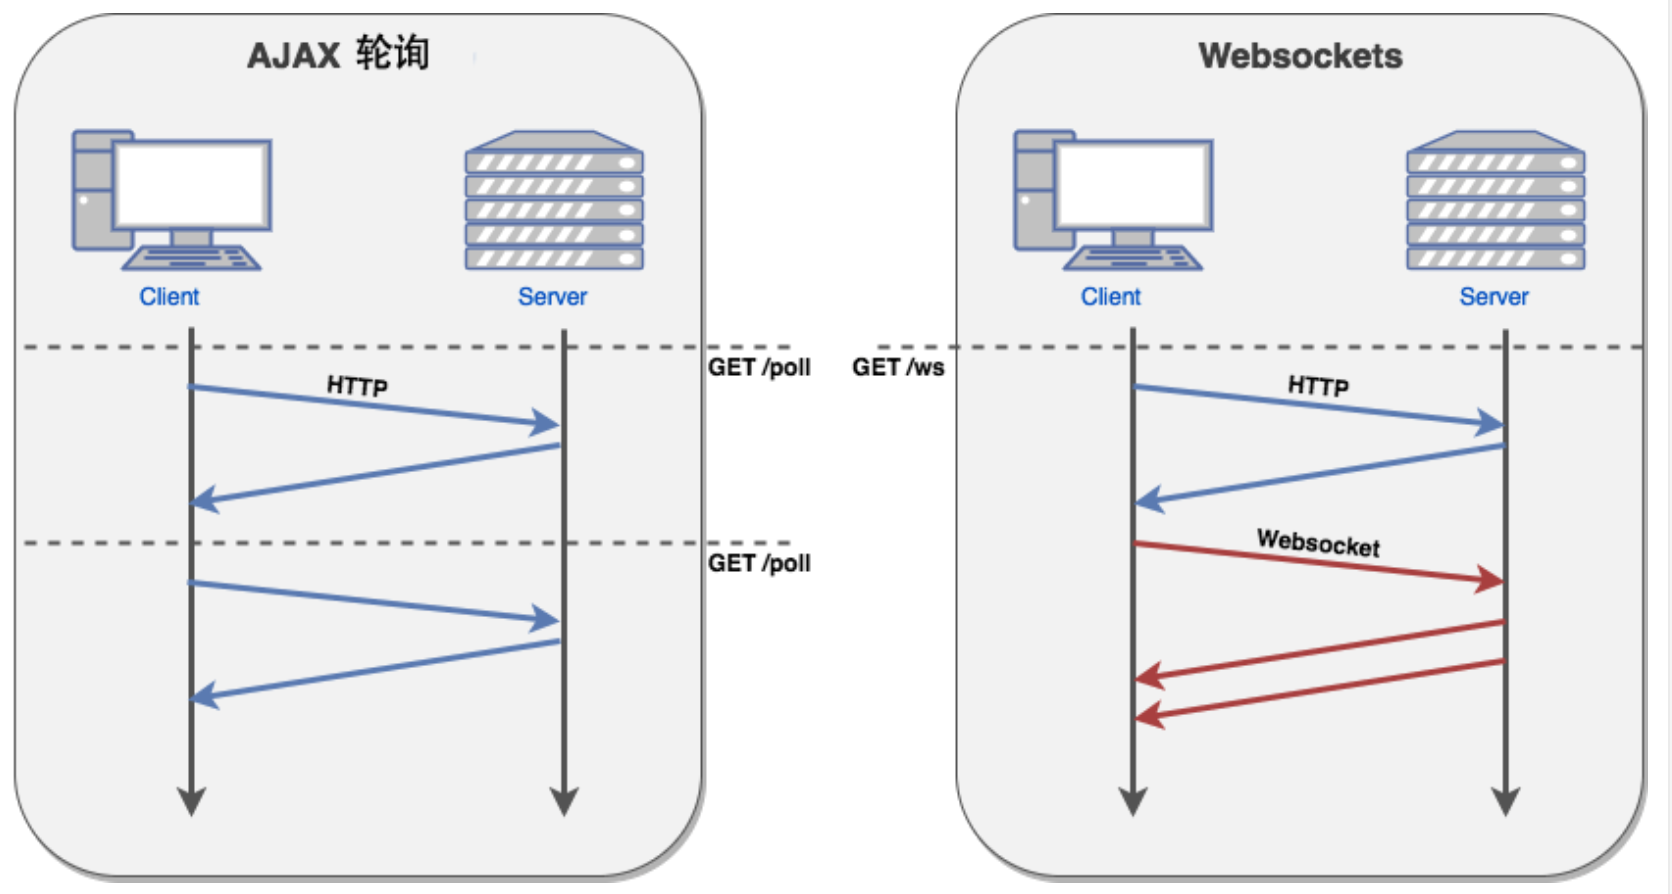 AJAX 轮询
Client
Server
GET /poll
HTTP
GET /poll
Websockets
Client
Server
GET /ws
HTTP
Websocket